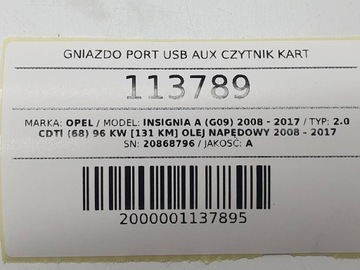 GNIAZDO PORT USB AUX CZYTNIK KART
113789
MARKA: OPEL / MODEL: INSIGNIA A (G09) 2008 - 2017 / TYP: 2.0
CDTI (68) 96 KW [131 KM] OLEJ NAPĘDOWY 2008 - 2017
SN: 20868796 / JAKOŚĆ: A
2000001137895